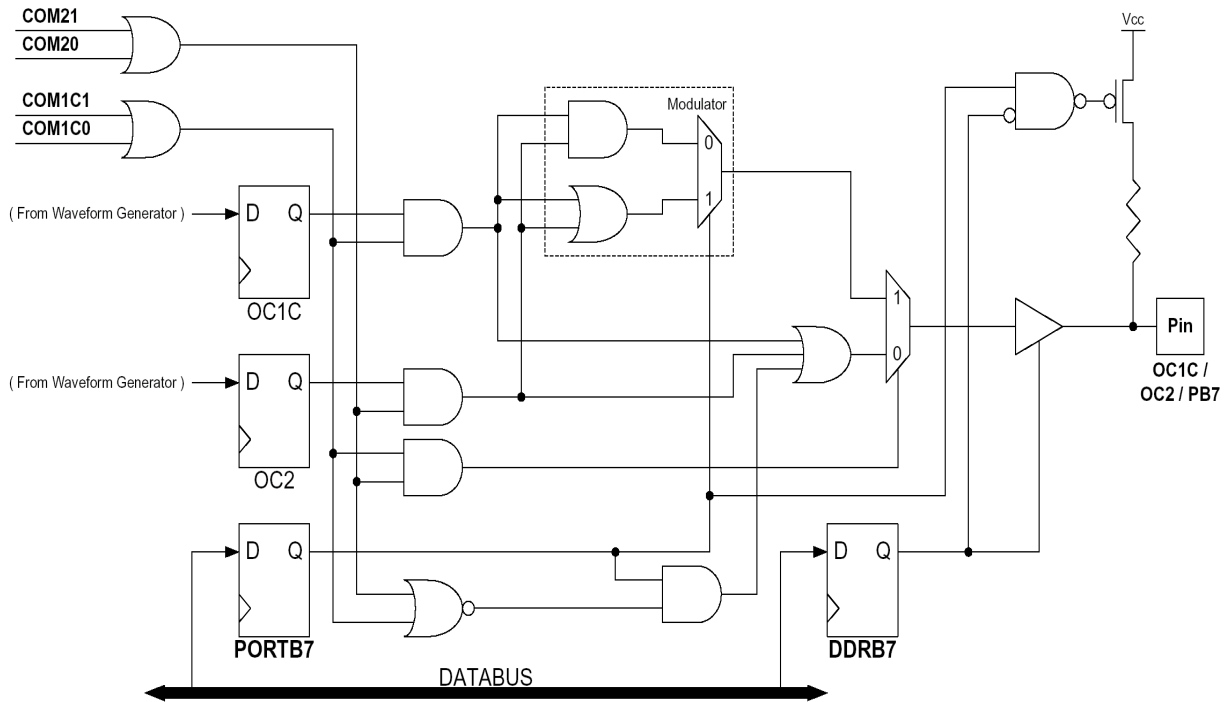 COM21
COM20
COM1C1
COM1C0
Vcc
Modulator
0
1
( From Waveform Generator )
D Q
OC1C
( From Waveform Generator )
D Q
OC2
1
0
Pin
OC1C /
OC2 / PB7
D Q
PORTB7
D Q
DDRB7
DATABUS